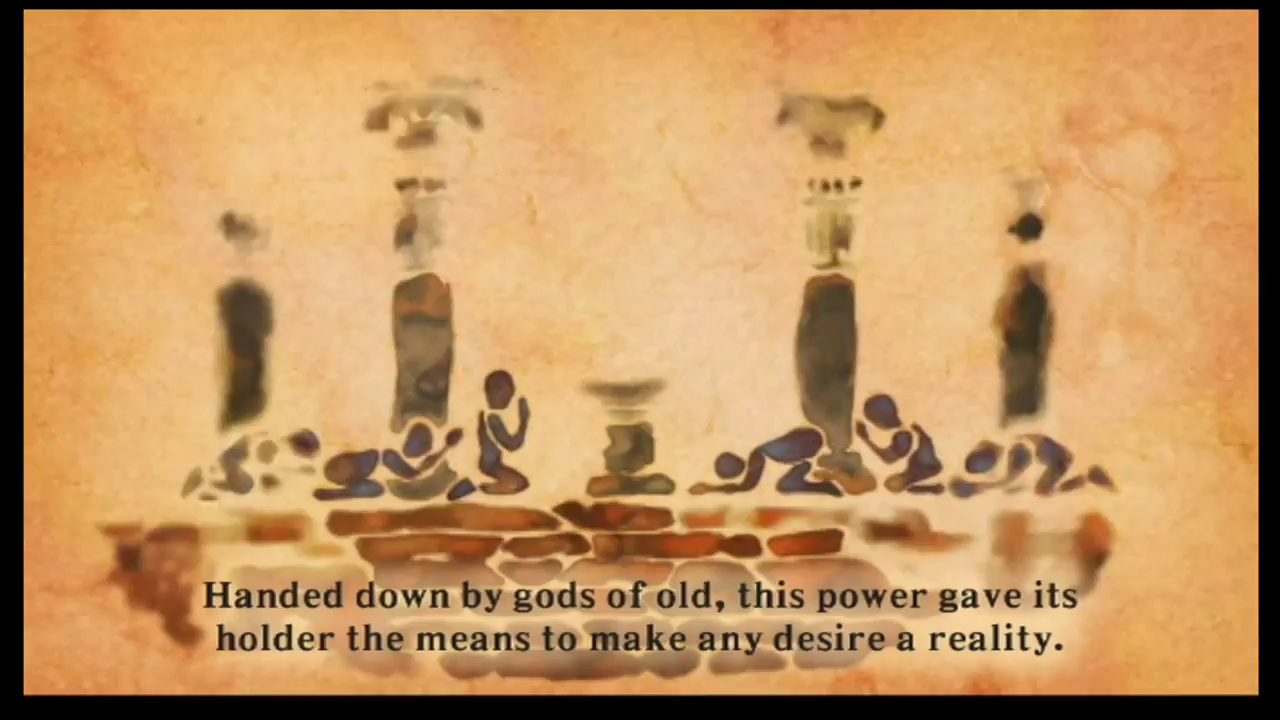 Handed down by gods of old, this power gave its
holder the means to make any desire a reality.